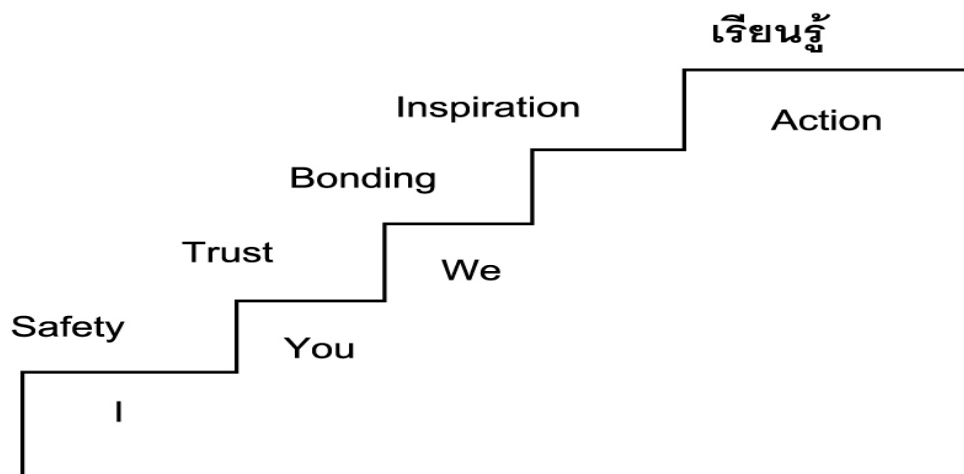 เรียนรู้
Inspiration
Action
Bonding
Trust
We
Safety
You
I